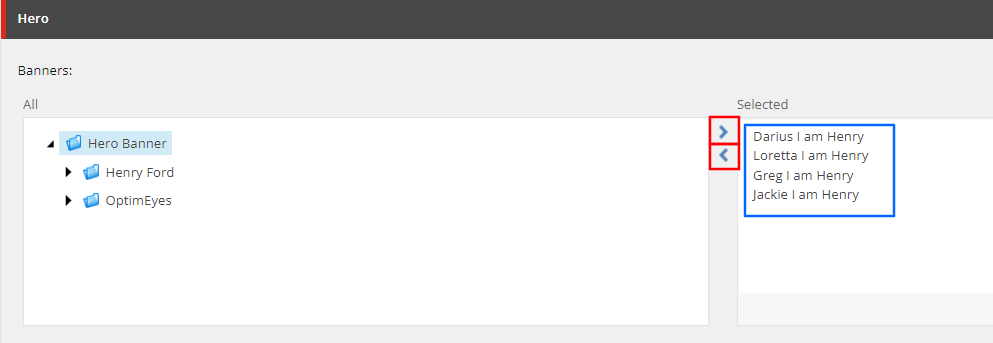 Hero
Banners:
All
Selected
Hero Banner
Henry Ford
OptimEyes
Darius I am Henry
Loretta I am Henry
Greg I am Henry
Jackie I am Henry